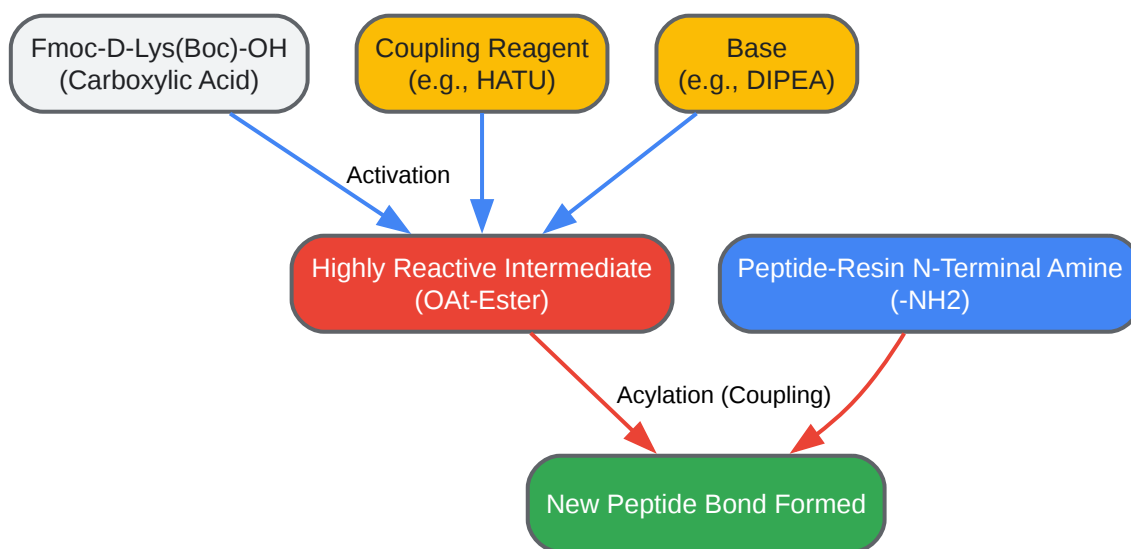 Fmoc-D-Lys(Boc)-OH
(Carboxylic Acid)
Coupling Reagent
(e.g., HATU)
Base
(e.g., DIPEA)
Activation
Highly Reactive Intermediate
(OAt-Ester)
Peptide-Resin N-Terminal Amine
(-NH2)
Acylation (Coupling)
New Peptide Bond Formed